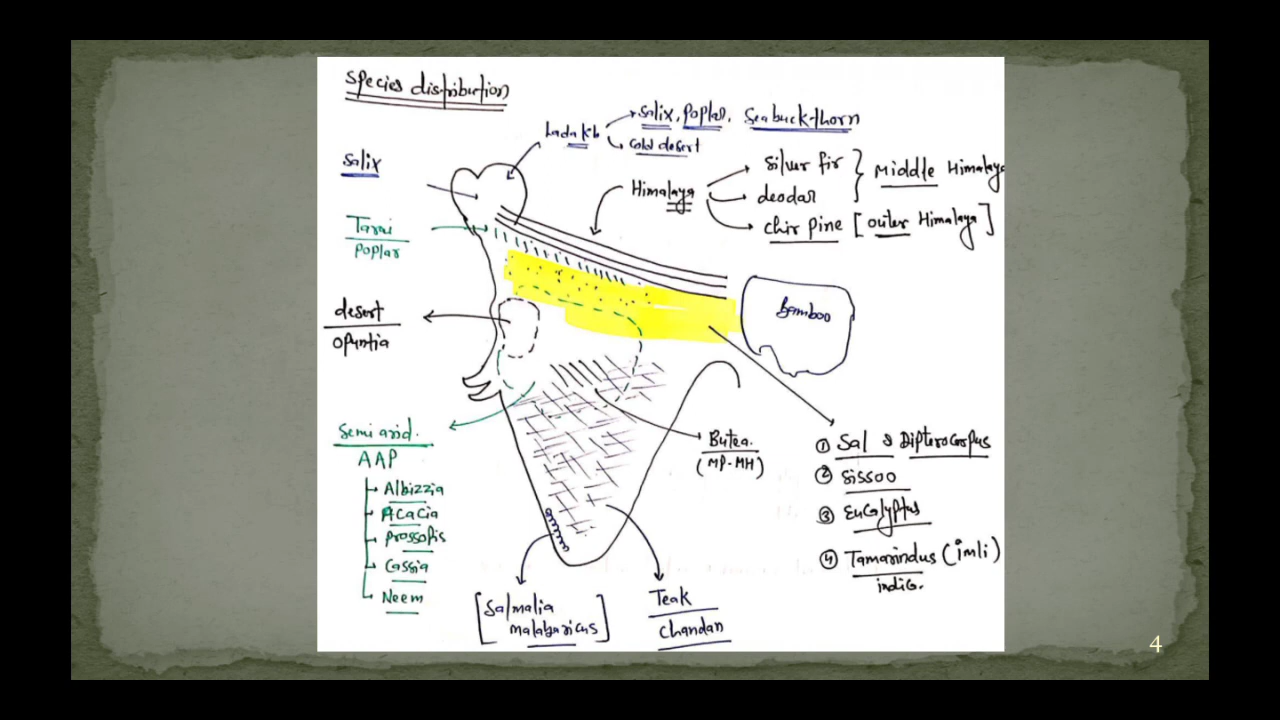 Species distribution
Ladakh
Salix, Poplar, Seabuckthorn
cold desert
Salix
Himalaya
Silver fir
deodar
Middle Himalaya
chir pine [outer Himalaya]
Tarai
Poplar
desert
Opuntia
Bamboo
Semi arid.
AAP
Albizzia
Acacia
Prossopis
Cassia
Neem
Butea.
(MP-MH)
① Sal & Dipterocarpus
② Sissoo
③ Eucalyptus
④ Tamarindus (imli)
indic.
[Salmalia
malabaricus]
Teak
Chandan
4